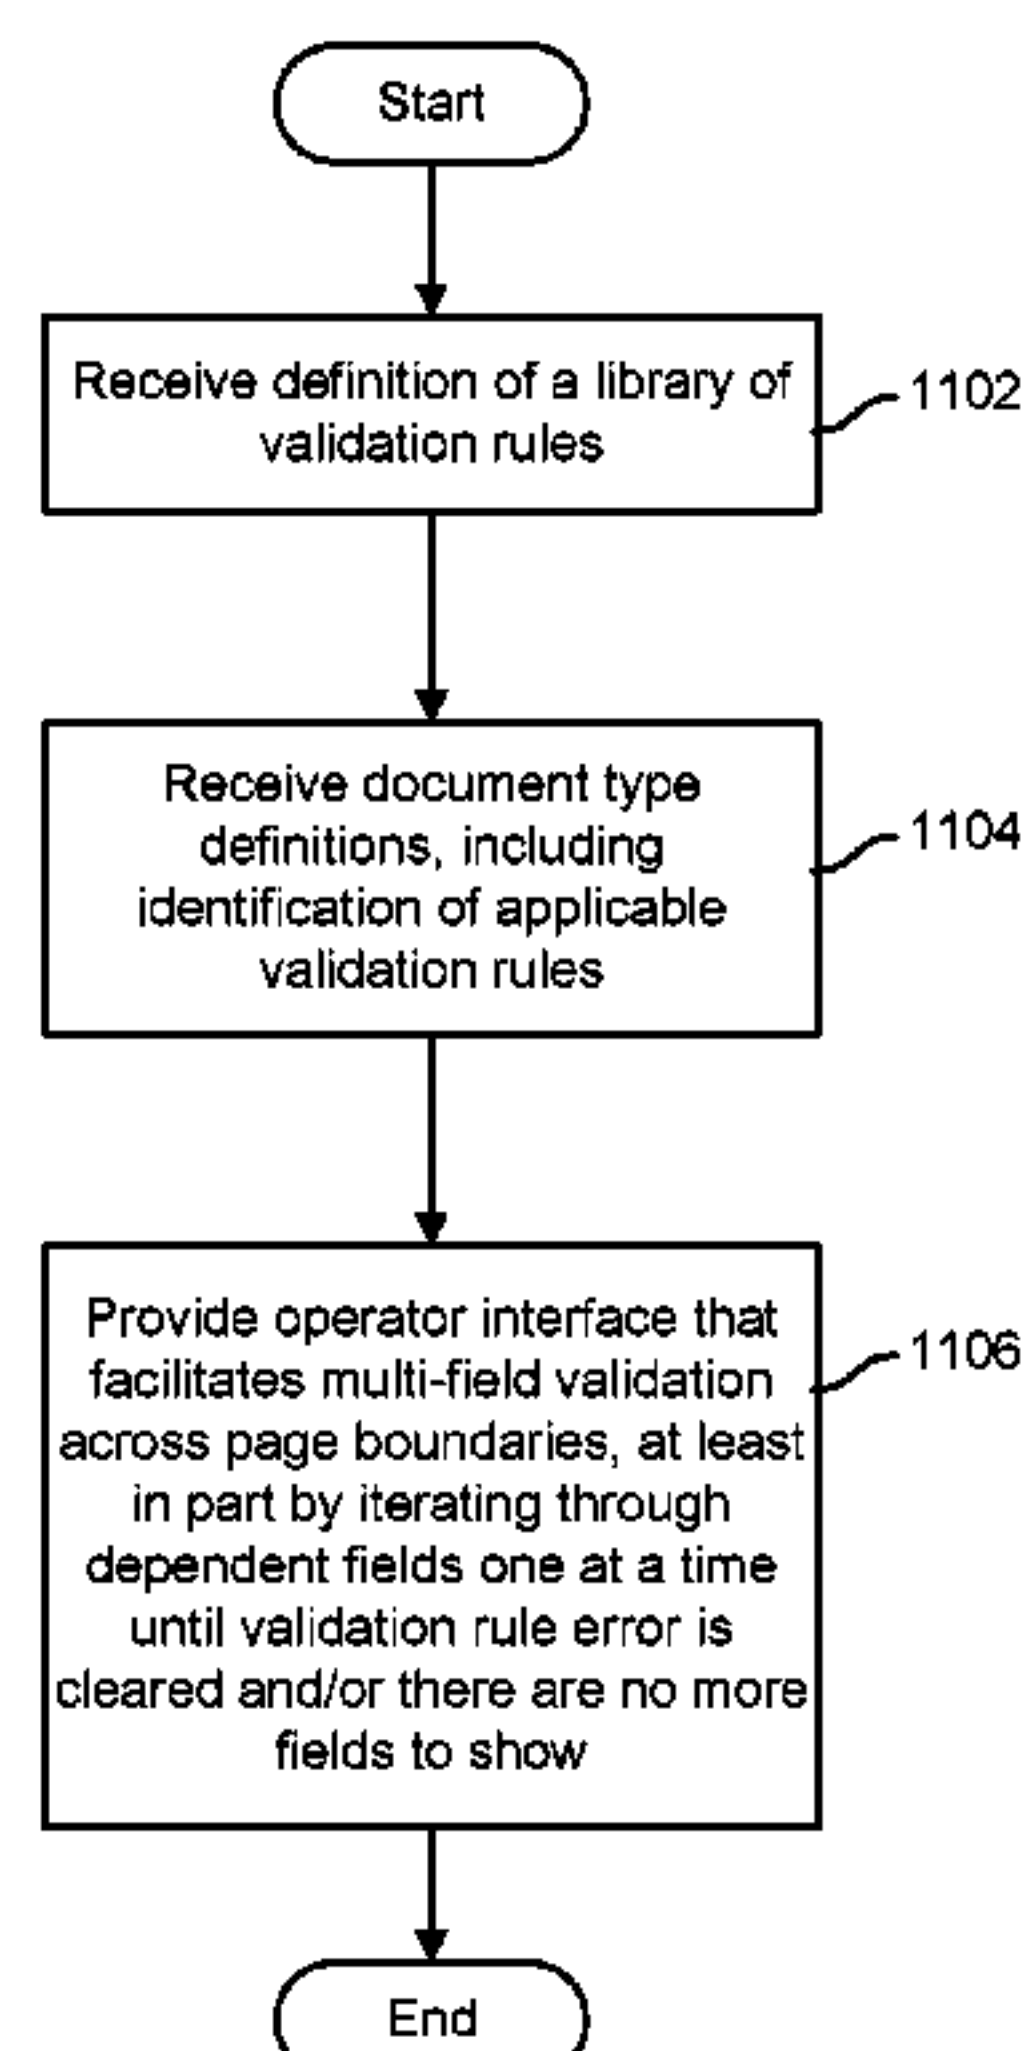 Start
Receive definition of a library of
validation rules
1102
Receive document type
definitions, including
identification of applicable
validation rules
1104
Provide operator interface that
facilitates multi-field validation
across page boundaries, at least
in part by iterating through
dependent fields one at a time
until validation rule error is
cleared and/or there are no more
fields to show
1106
End